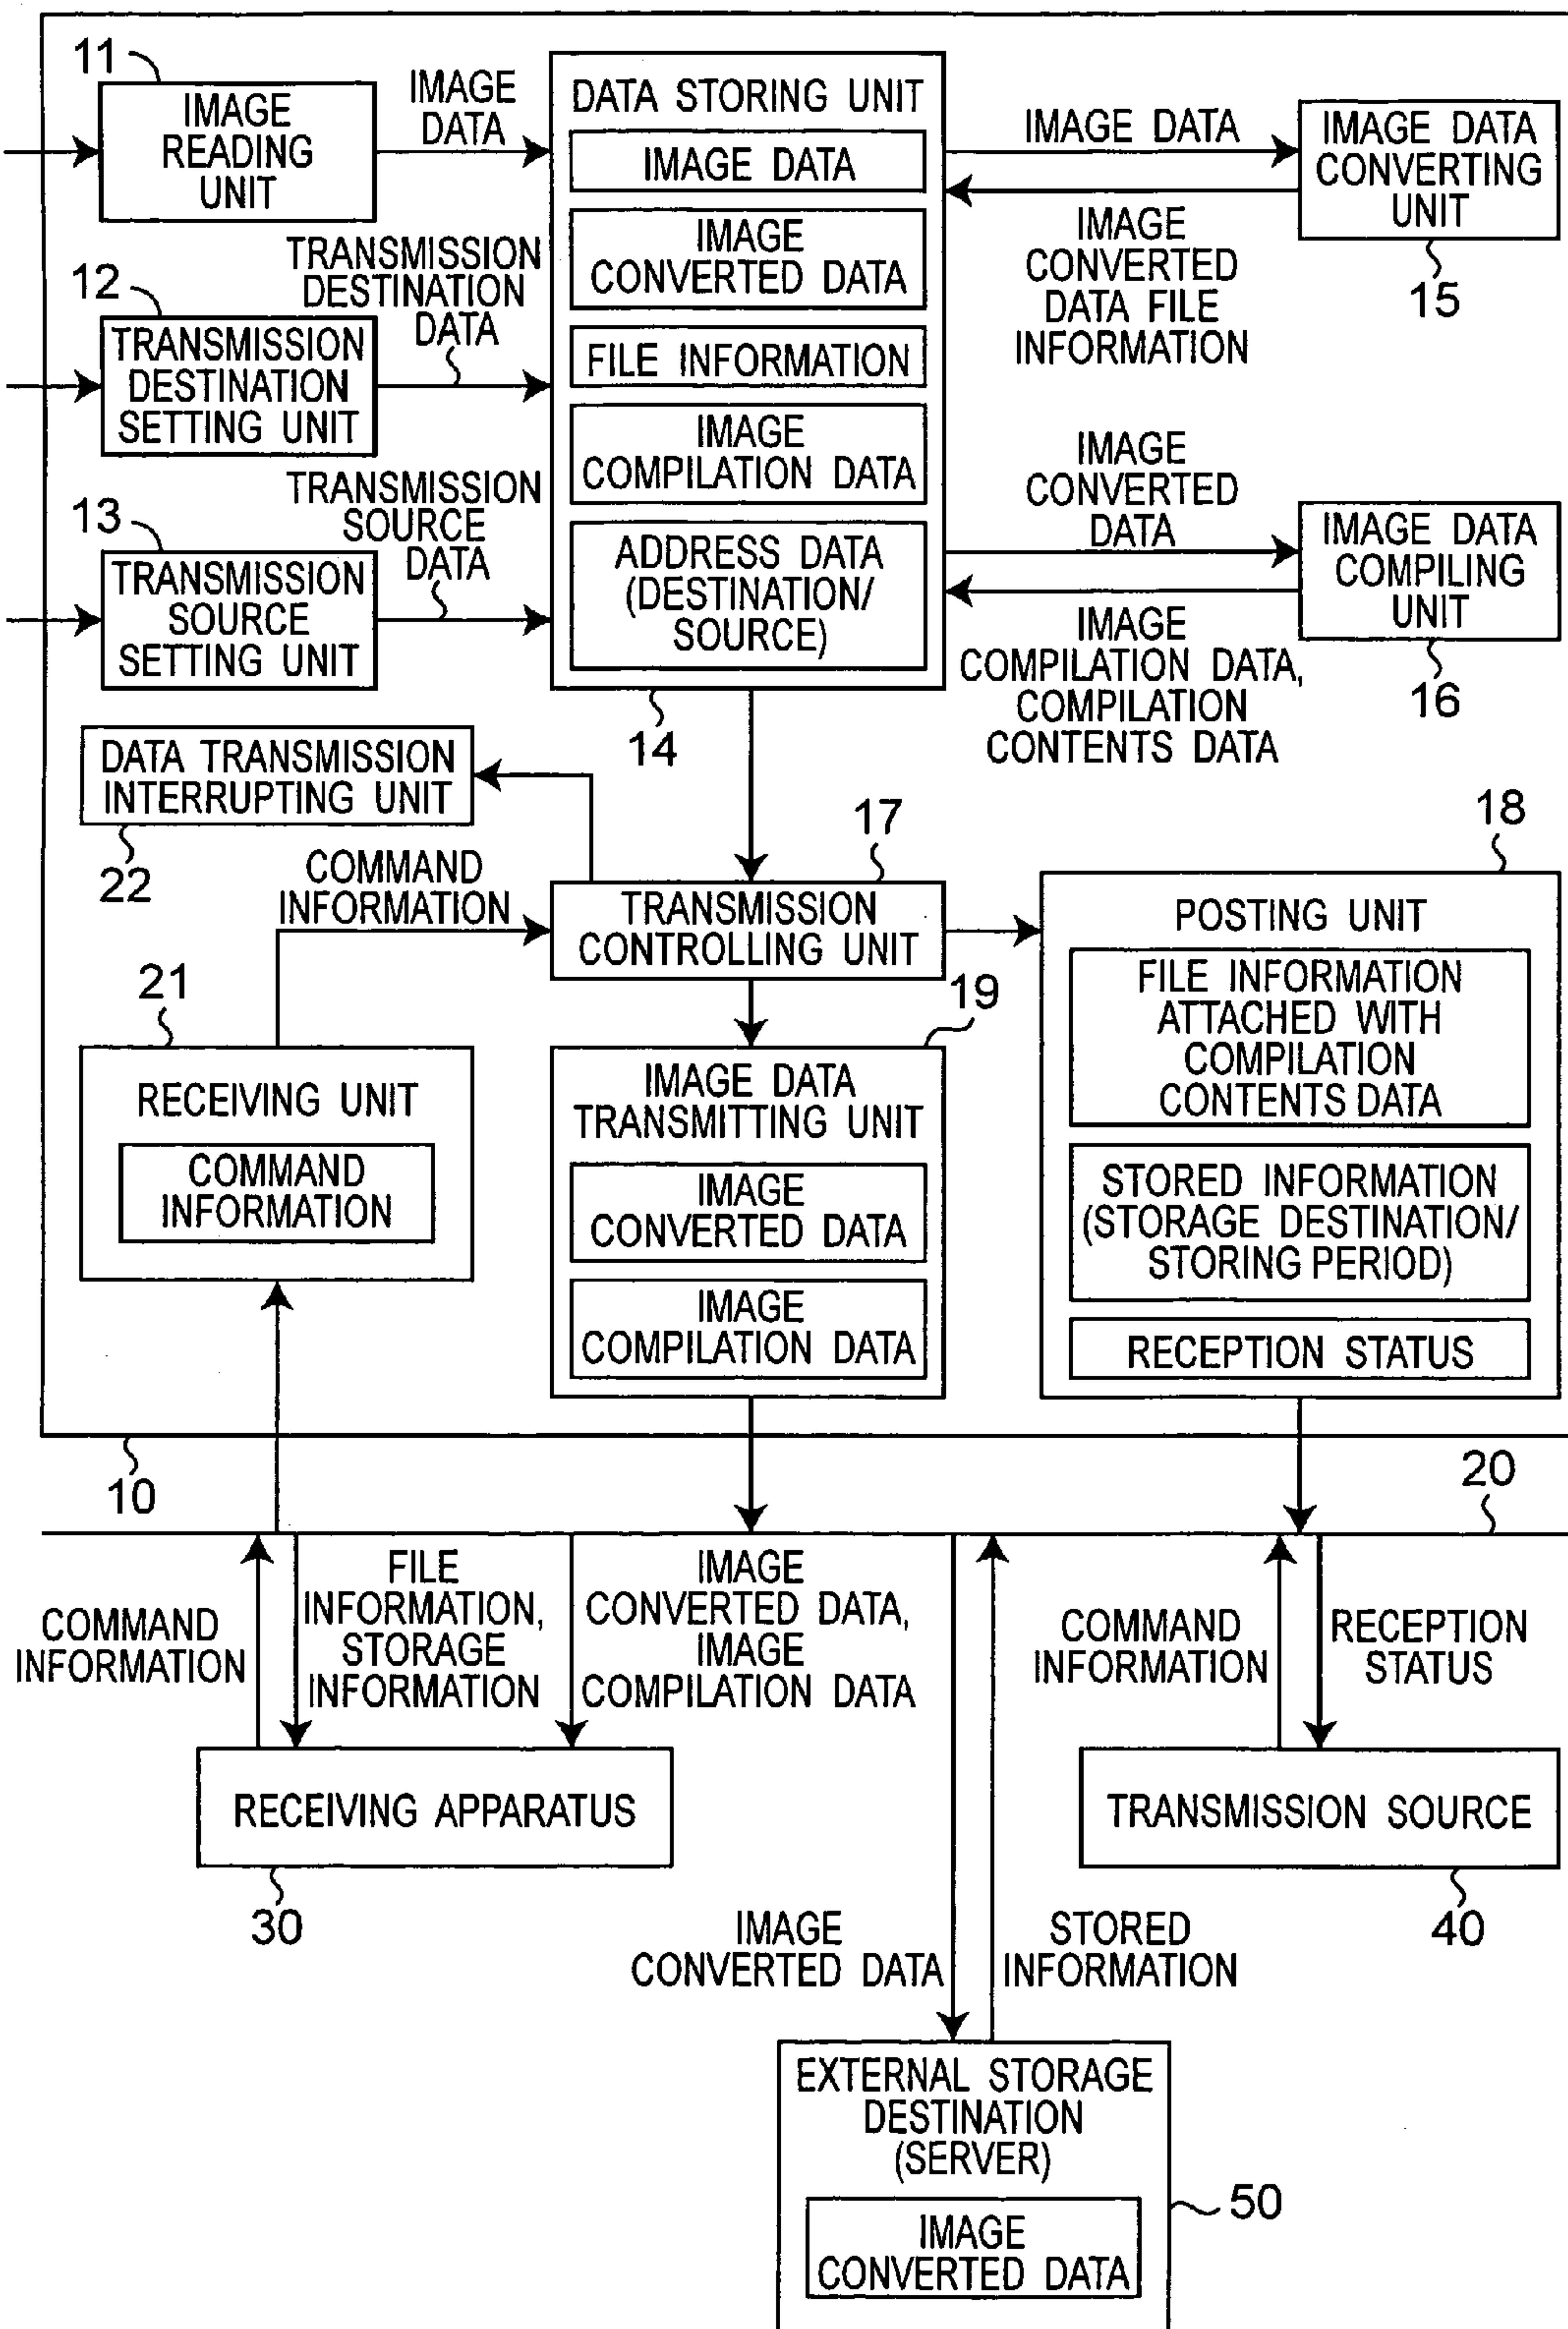 11
IMAGE
READING
UNIT
IMAGE
DATA
12
TRANSMISSION
DESTINATION
SETTING UNIT
TRANSMISSION
DESTINATION
DATA
13
TRANSMISSION
SOURCE
SETTING UNIT
TRANSMISSION
SOURCE
DATA
DATA STORING UNIT
IMAGE DATA
IMAGE
CONVERTED DATA
FILE INFORMATION
IMAGE
COMPILATION DATA
ADDRESS DATA
(DESTINATION/
SOURCE)
14
IMAGE DATA
IMAGE
CONVERTED
DATA FILE
INFORMATION
IMAGE DATA
CONVERTING
UNIT
15
IMAGE
CONVERTED
DATA
IMAGE
COMPILATION DATA,
COMPILATION
CONTENTS DATA
IMAGE DATA
COMPILING
UNIT
16
DATA TRANSMISSION
INTERRUPTING UNIT
22
COMMAND
INFORMATION
17
TRANSMISSION
CONTROLLING UNIT
18
POSTING UNIT
FILE INFORMATION
ATTACHED WITH
COMPILATION
CONTENTS DATA
STORED INFORMATION
(STORAGE DESTINATION/
STORING PERIOD)
RECEPTION STATUS
21
RECEIVING UNIT
COMMAND
INFORMATION
19
IMAGE DATA
TRANSMITTING UNIT
IMAGE
CONVERTED DATA
IMAGE
COMPILATION DATA
10
20
COMMAND
INFORMATION
FILE
INFORMATION,
STORAGE
INFORMATION
IMAGE
CONVERTED DATA,
IMAGE
COMPILATION DATA
COMMAND
INFORMATION
RECEPTION
STATUS
RECEIVING APPARATUS
30
TRANSMISSION SOURCE
40
IMAGE
CONVERTED DATA
STORED
INFORMATION
EXTERNAL STORAGE
DESTINATION
(SERVER)
IMAGE
CONVERTED DATA
50